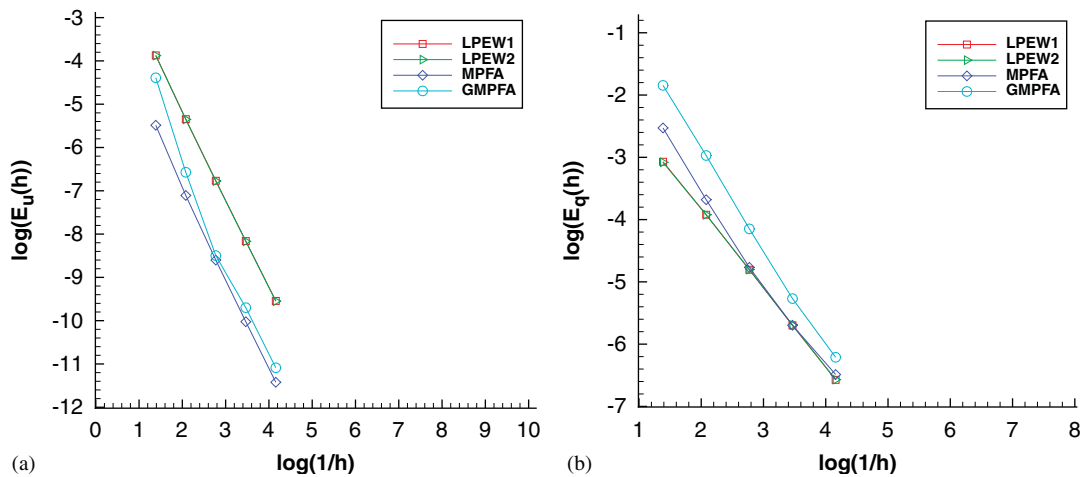 -3
-4
-5
-6
-7
-8
-9
-10
-11
-12
log(E_u(h))
0 1 2 3 4 5 6 7 8 9 10
log(1/h)
LPEW1
LPEW2
MPFA
GMPFA
(a)
-1
-2
-3
-4
-5
-6
-7
log(E_q(h))
1 2 3 4 5 6 7 8
log(1/h)
LPEW1
LPEW2
MPFA
GMPFA
(b)